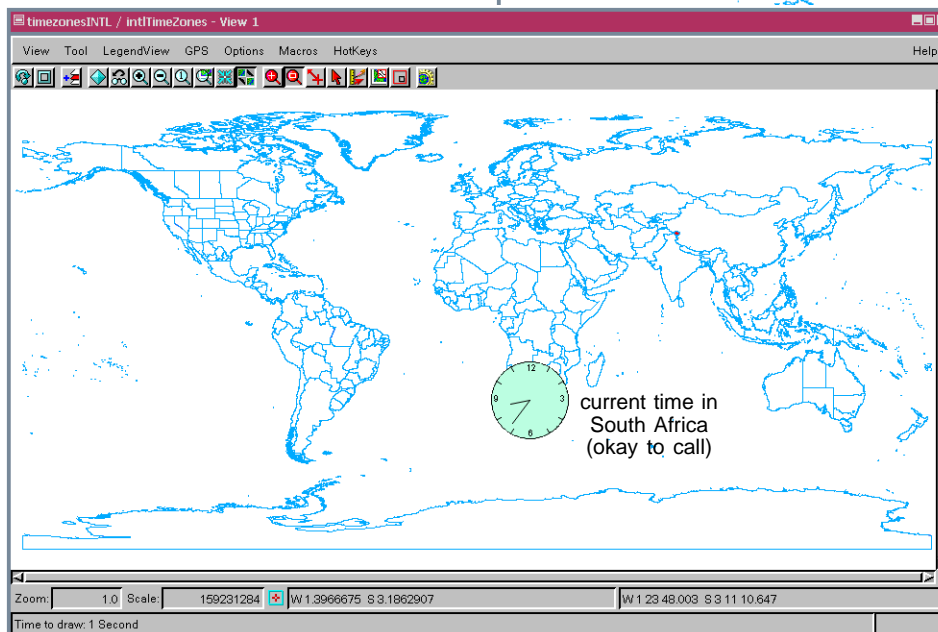 timezonesINTL / intlTimeZones - View 1
View Tool LegendView GPS Options Macros HotKeys Help
12
9 3
6
current time in
South Africa
(okay to call)
Zoom: 1.0 Scale: 159231284 W 1.3966675 S 3.1862907 W 1 23 48.003 S 3 11 10.647
Time to draw: 1 Second